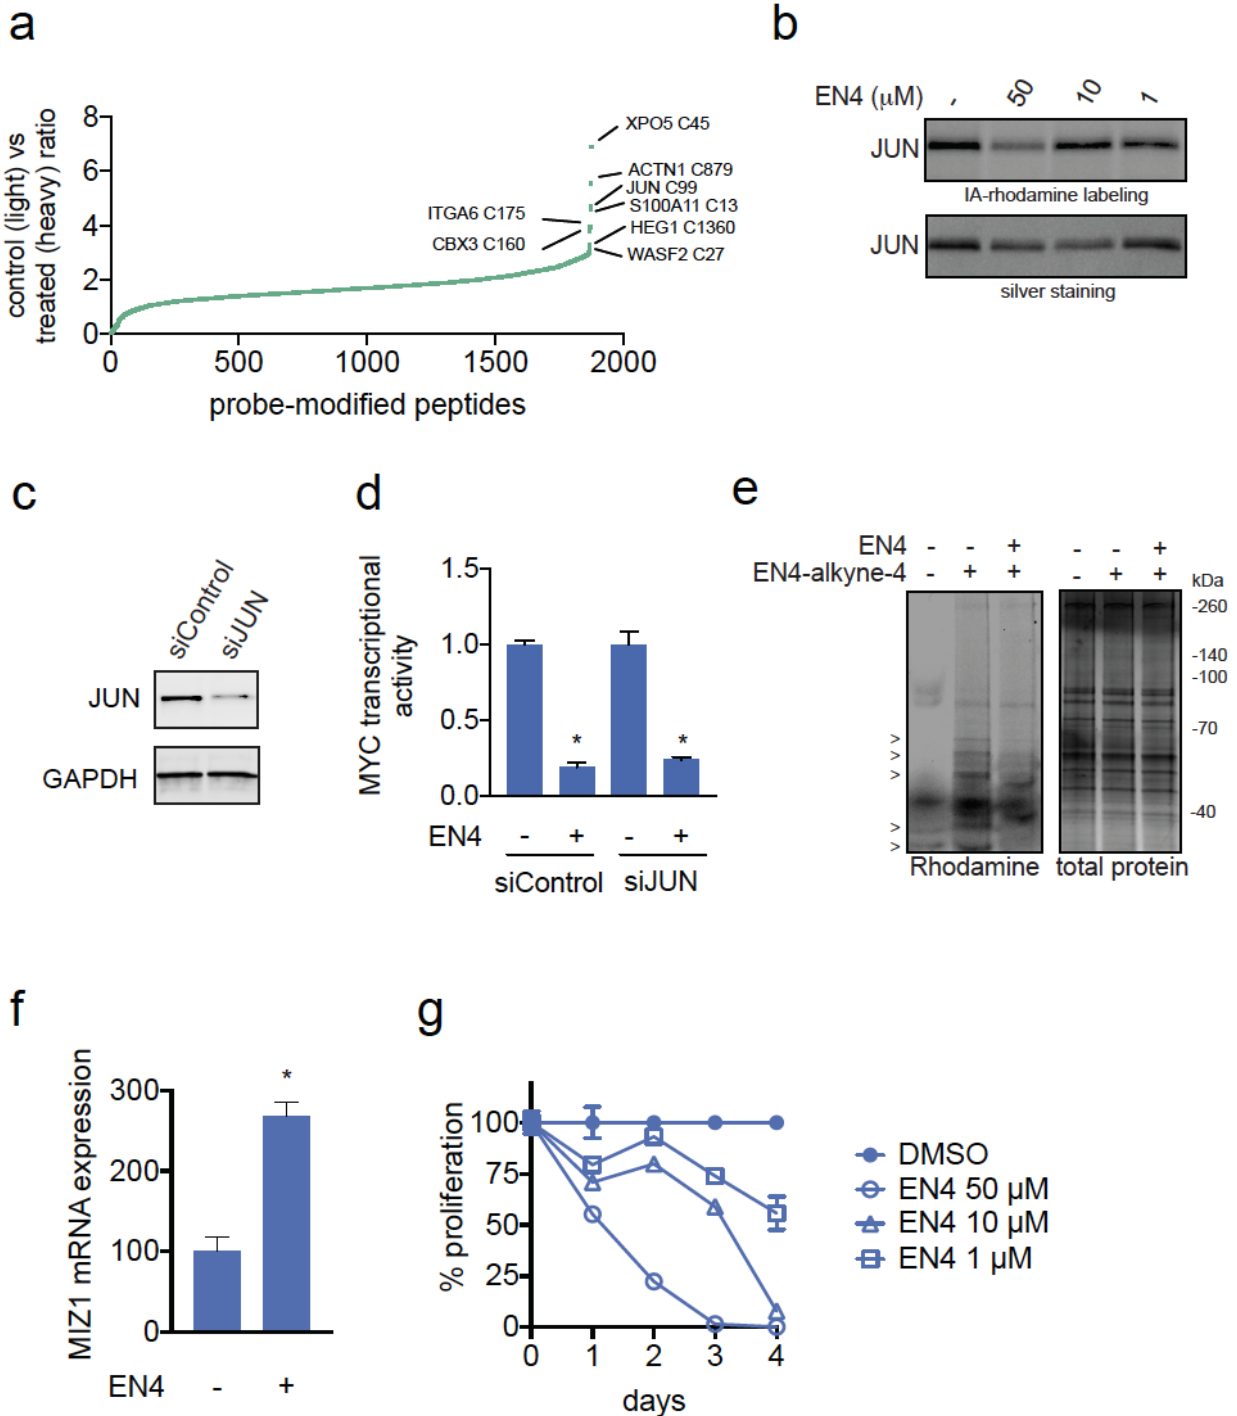 a
control (light) vs
treated (heavy) ratio
8
6
4
2
0
0 500 1000 1500 2000
probe-modified peptides
XPO5 C45
ACTN1 C879
JUN C99
S100A11 C13
HEG1 C1360
WASF2 C27
ITGA6 C175
CBX3 C160
b
EN4 (μM) - 50 10 1
JUN
IA-rhodamine labeling
JUN
silver staining
c
siControl siJUN
JUN
GAPDH
d
MYC transcriptional
activity
1.5
1.0
0.5
0.0
* *
EN4 - + - +
siControl siJUN
e
EN4 - - + - - +
EN4-alkyne-4 - + + - + +
kDa
-260
-140
-100
-70
-40
>
>
>
>
>
Rhodamine total protein
f
MIZ1 mRNA expression
300
200
100
0
*
EN4 - +
g
% proliferation
100
75
50
25
0
0 1 2 3 4
days
DMSO
EN4 50 μM
EN4 10 μM
EN4 1 μM